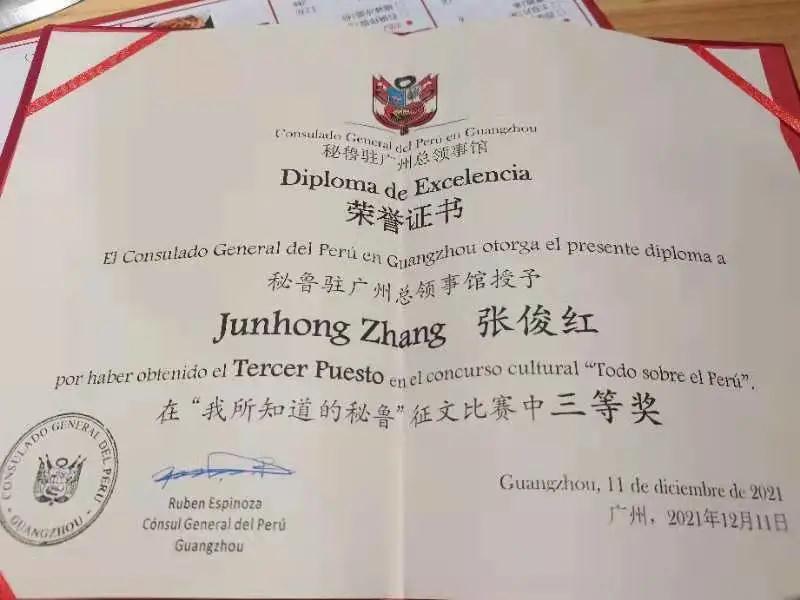 Consulado General del Perú en Guangzhou
秘鲁驻广州总领事馆
Diploma de Excelencia
荣誉证书
El Consulado General del Perú en Guangzhou otorga el presente diploma a
秘鲁驻广州总领事馆授予
Junhong Zhang 张俊红
por haber obtenido el Tercer Puesto en el concurso cultural “Todo sobre el Perú”.
在“我所知道的秘鲁”征文比赛中三等奖
CONSULADO GENERAL DEL PERU
GUANGZHOU
Ruben Espinoza
Cónsul General del Perú
Guangzhou
Guangzhou, 11 de diciembre de 2021
广州，2021年12月11日